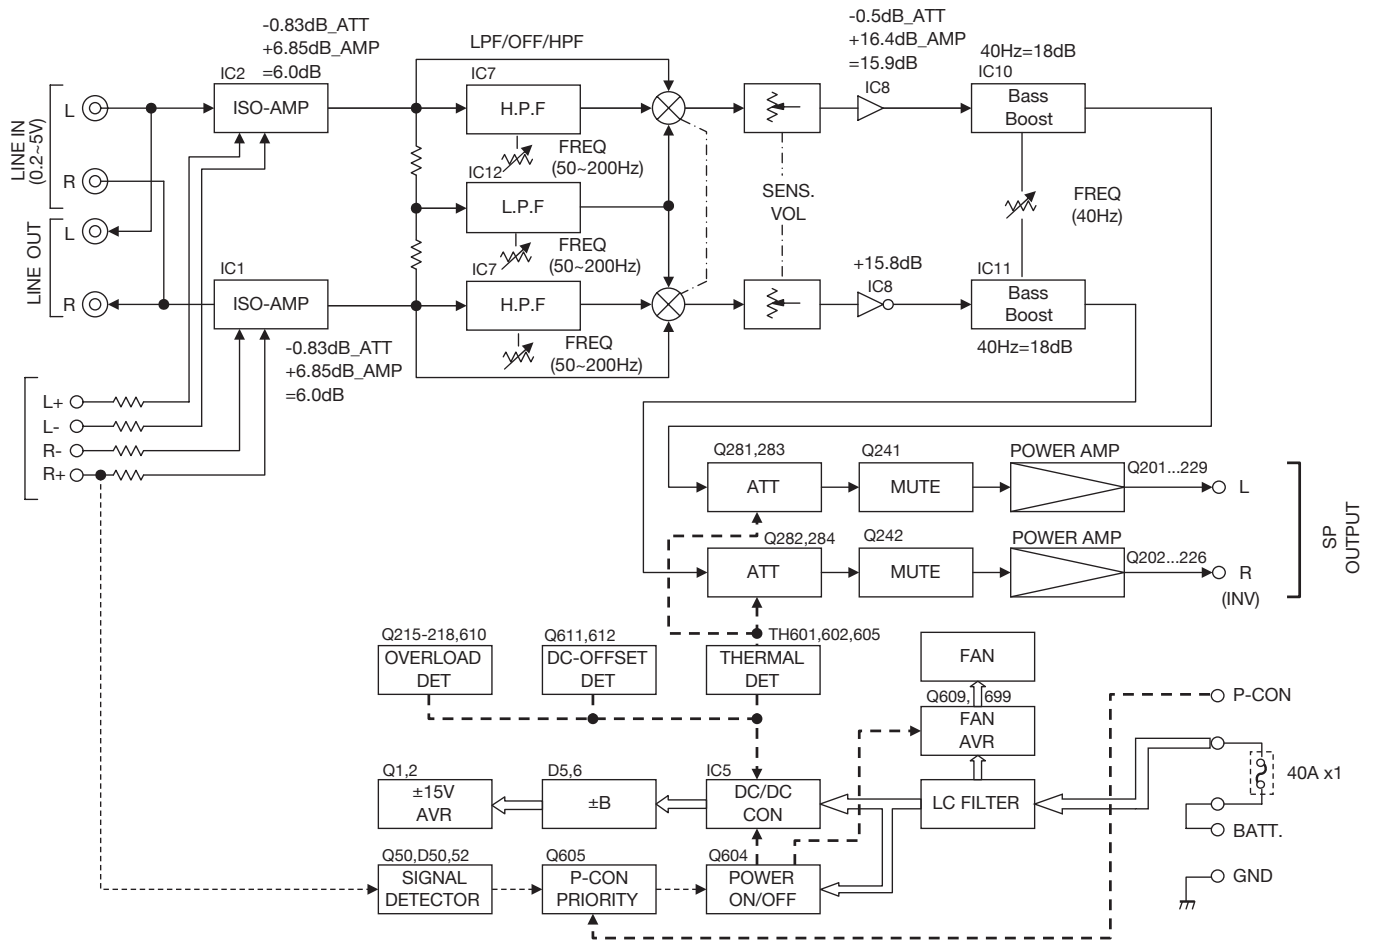 -0.83dB_ATT
+6.85dB_AMP
=6.0dB
LPF/OFF/HPF
-0.5dB_ATT
+16.4dB_AMP
=15.9dB
40Hz=18dB
IC2
IC7
IC8
IC10
LINE IN
(0.2~5V)
L
ISO-AMP
H.P.F
Bass
Boost
FREQ
(50~200Hz)
R
IC12
L.P.F
SENS.
VOL
FREQ
(40Hz)
LINE OUT
L
FREQ
(50~200Hz)
IC1
IC7
+15.8dB
IC8
IC11
R
ISO-AMP
H.P.F
Bass
Boost
FREQ
(50~200Hz)
40Hz=18dB
-0.83dB_ATT
+6.85dB_AMP
=6.0dB
L+
L-
R-
R+
Q281,283
Q241
POWER AMP
Q201...229
ATT
MUTE
L
Q282,284
Q242
POWER AMP
Q202...226
ATT
MUTE
R
(INV)
SP
OUTPUT
Q215-218,610
Q611,612
TH601,602,605
OVERLOAD
DET
DC-OFFSET
DET
THERMAL
DET
FAN
Q609, 699
FAN
AVR
P-CON
Q1,2
D5,6
IC5
±15V
AVR
±B
DC/DC
CON
LC FILTER
40A x1
BATT.
Q50,D50,52
Q605
Q604
SIGNAL
DETECTOR
P-CON
PRIORITY
POWER
ON/OFF
GND